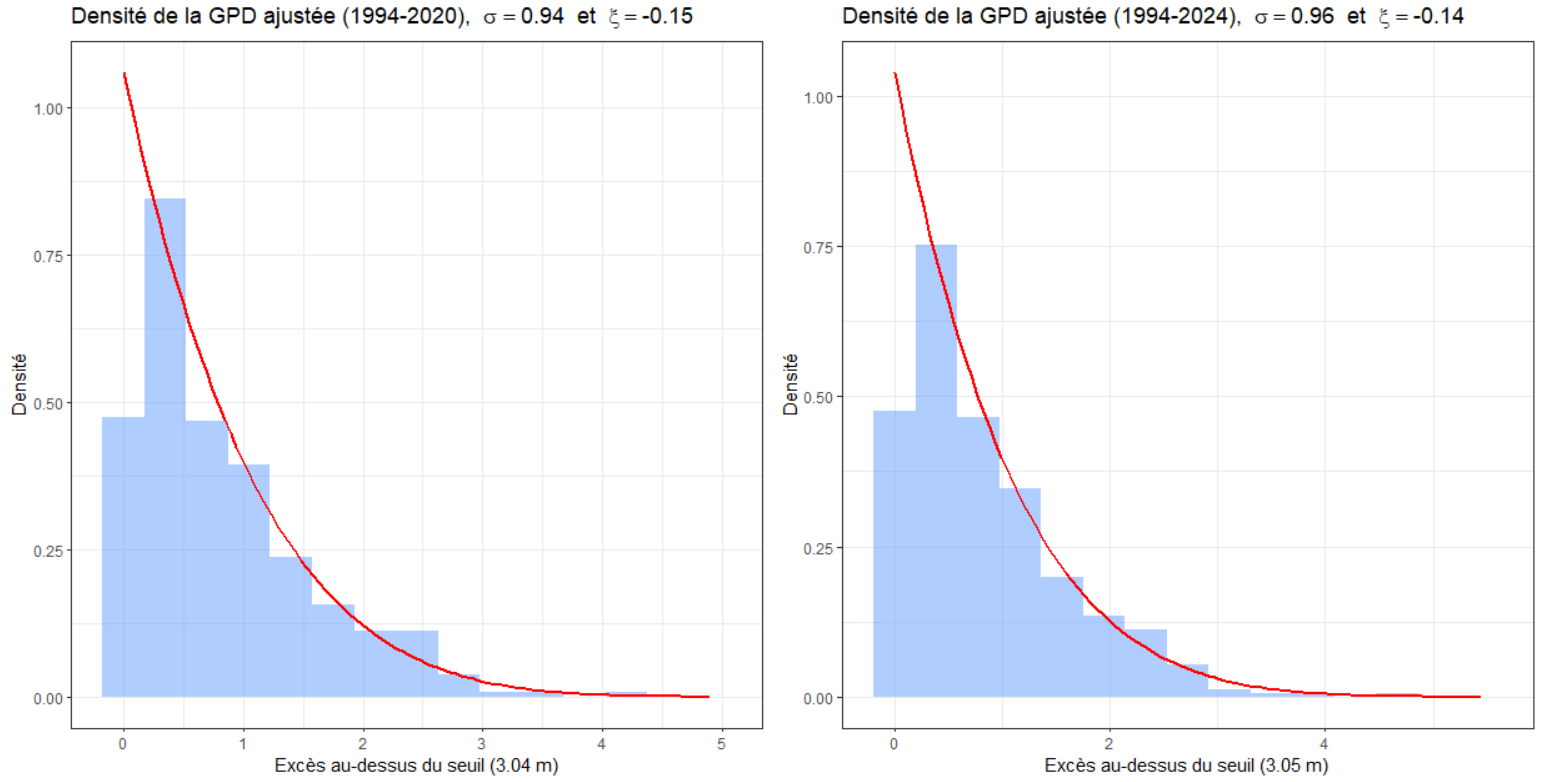 Densité de la GPD ajustée (1994-2020), σ = 0.94 et ξ = -0.15
Densité
1.00
0.75
0.50
0.25
0.00
0 1 2 3 4 5
Excès au-dessus du seuil (3.04 m)
Densité de la GPD ajustée (1994-2024), σ = 0.96 et ξ = -0.14
Densité
1.00
0.75
0.50
0.25
0.00
0 2 4
Excès au-dessus du seuil (3.05 m)